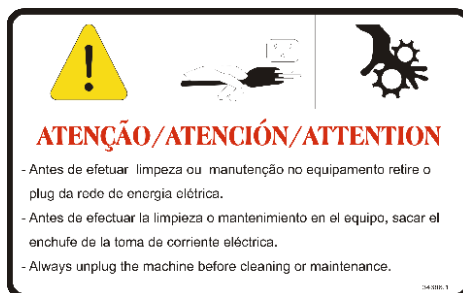 ATENÇÃO/ATENCIÓN/ATTENTION
- Antes de efetuar limpeza ou manutenção no equipamento retire o
plug da rede de energia elétrica.
- Antes de efectuar la limpieza o mantenimiento en el equipo, sacar el
enchufe de la toma de corriente eléctrica.
- Always unplug the machine before cleaning or maintenance.